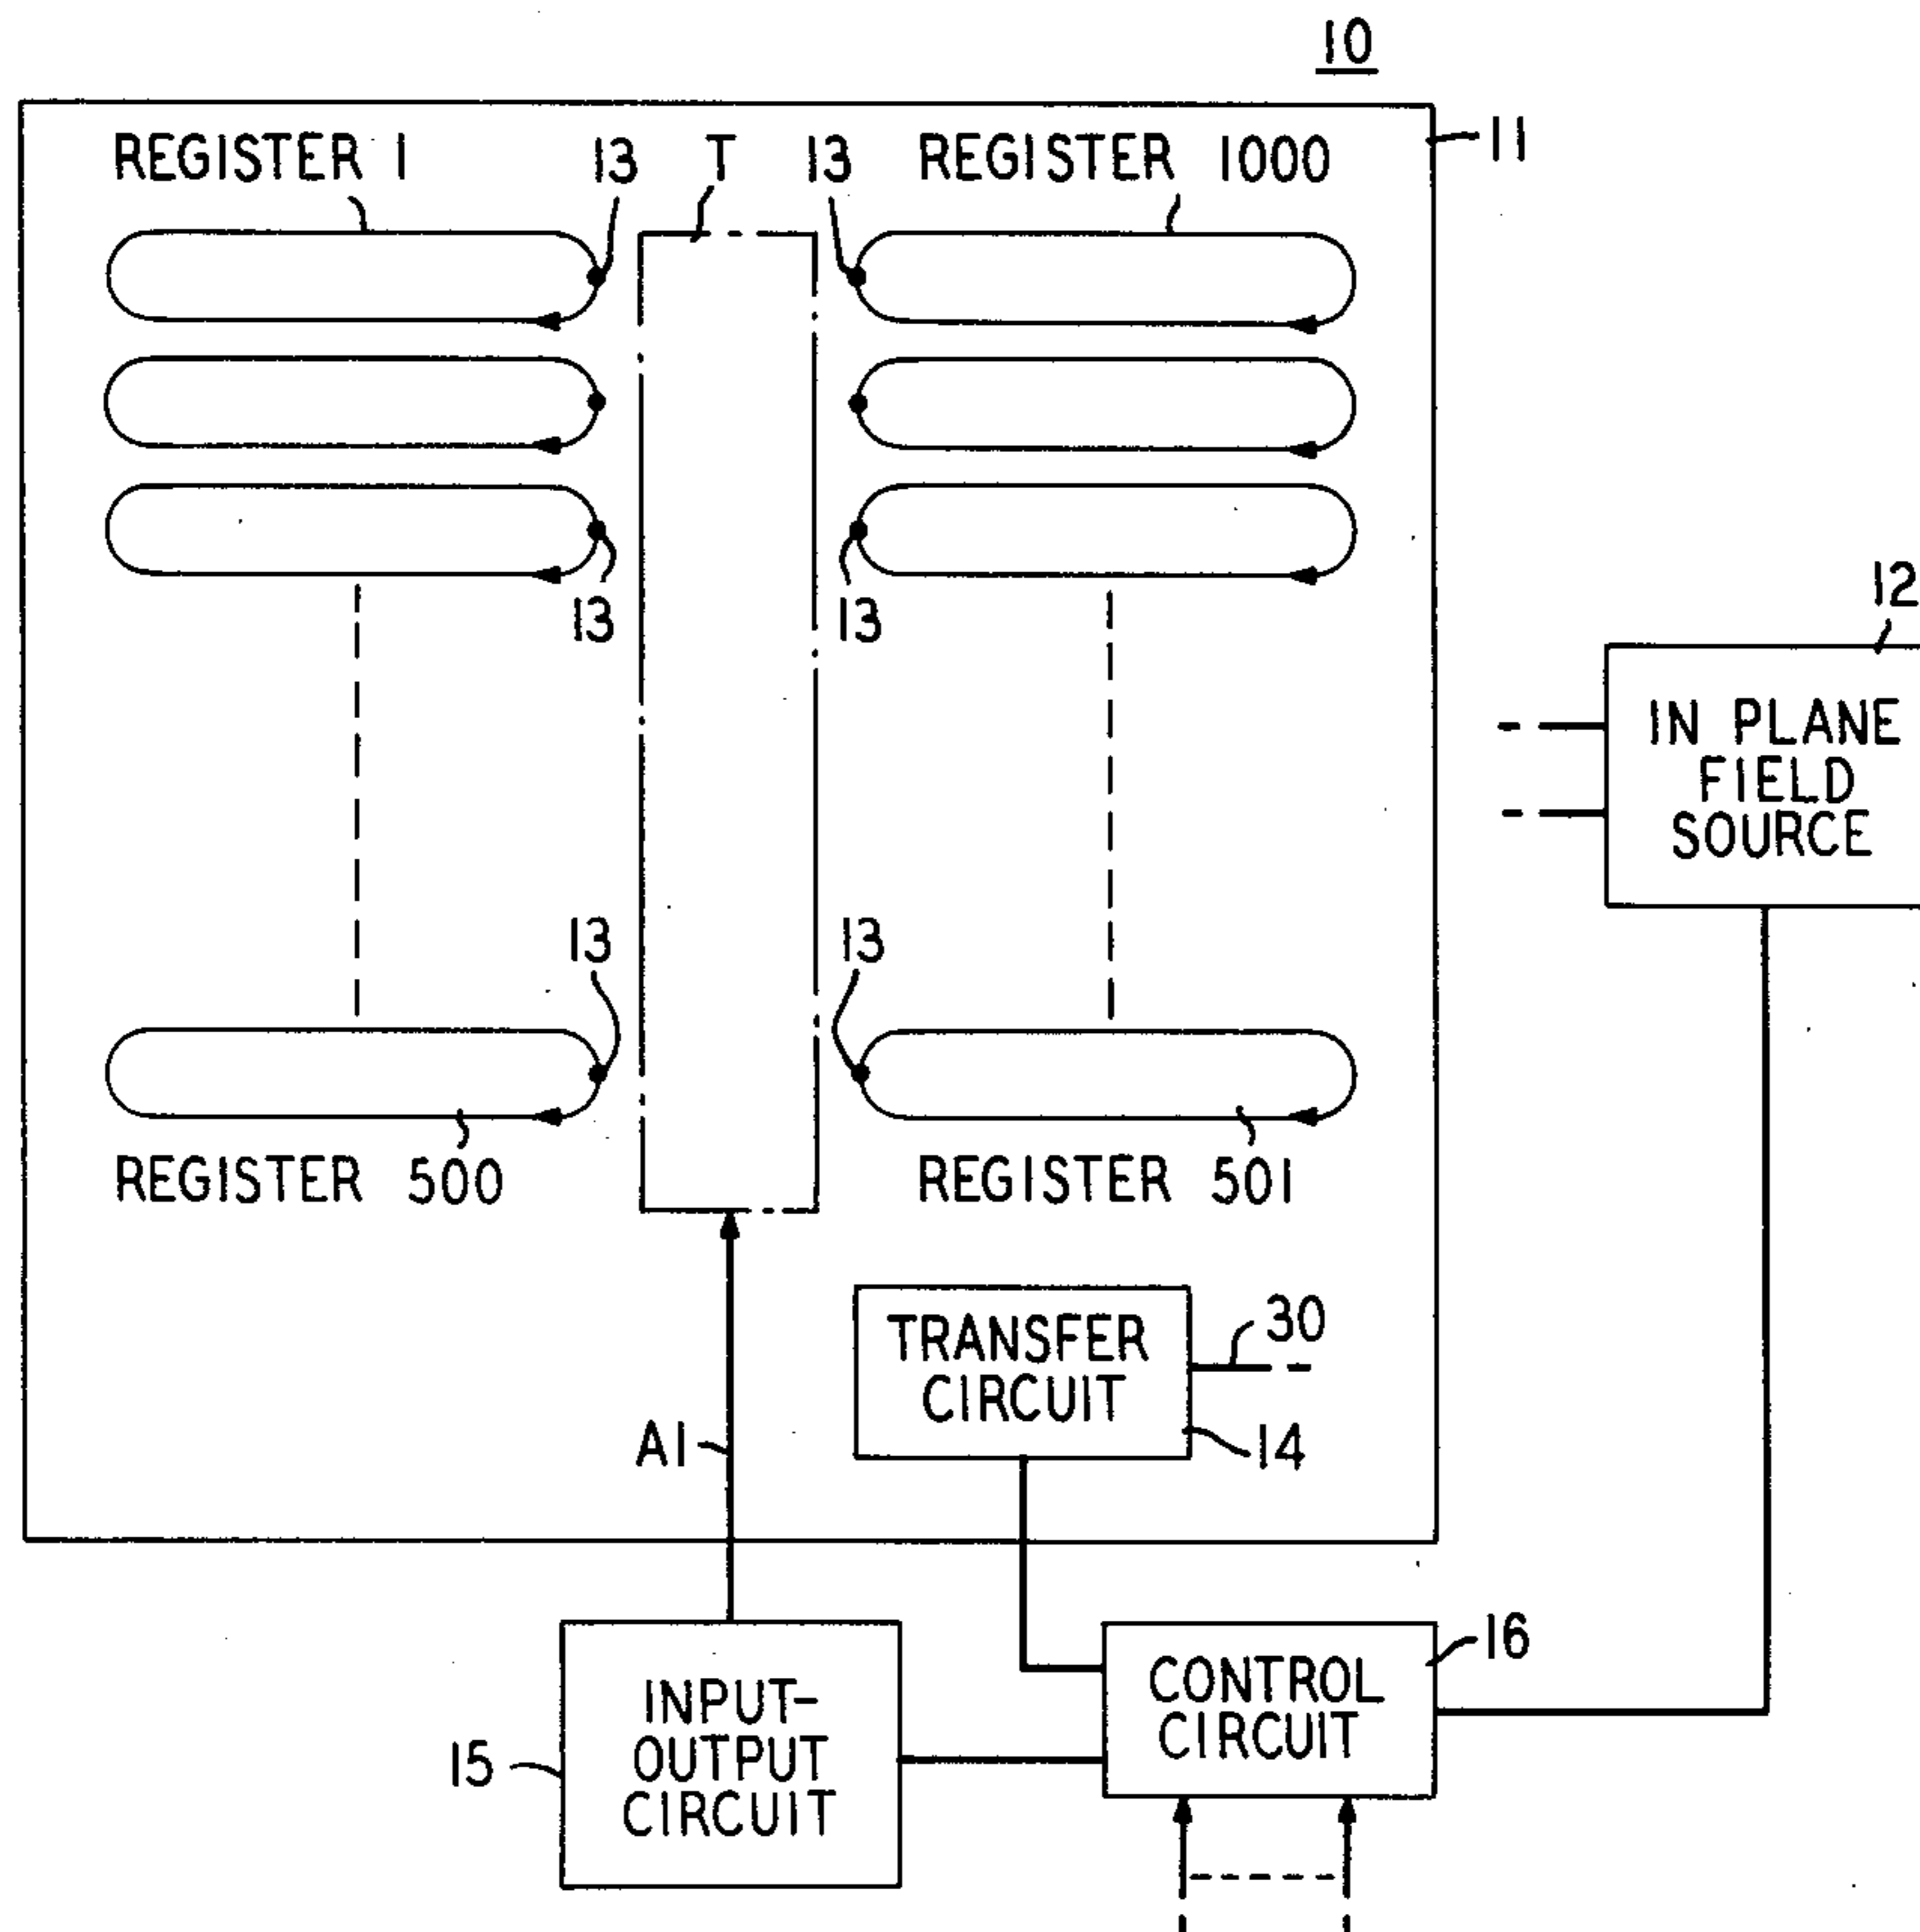 10
11
REGISTER 1
13
T
13
REGISTER 1000
13
13
12
IN PLANE
FIELD
SOURCE
13
13
REGISTER 500
REGISTER 501
TRANSFER
CIRCUIT
30
14
A1
16
INPUT-
OUTPUT
CIRCUIT
CONTROL
CIRCUIT
15